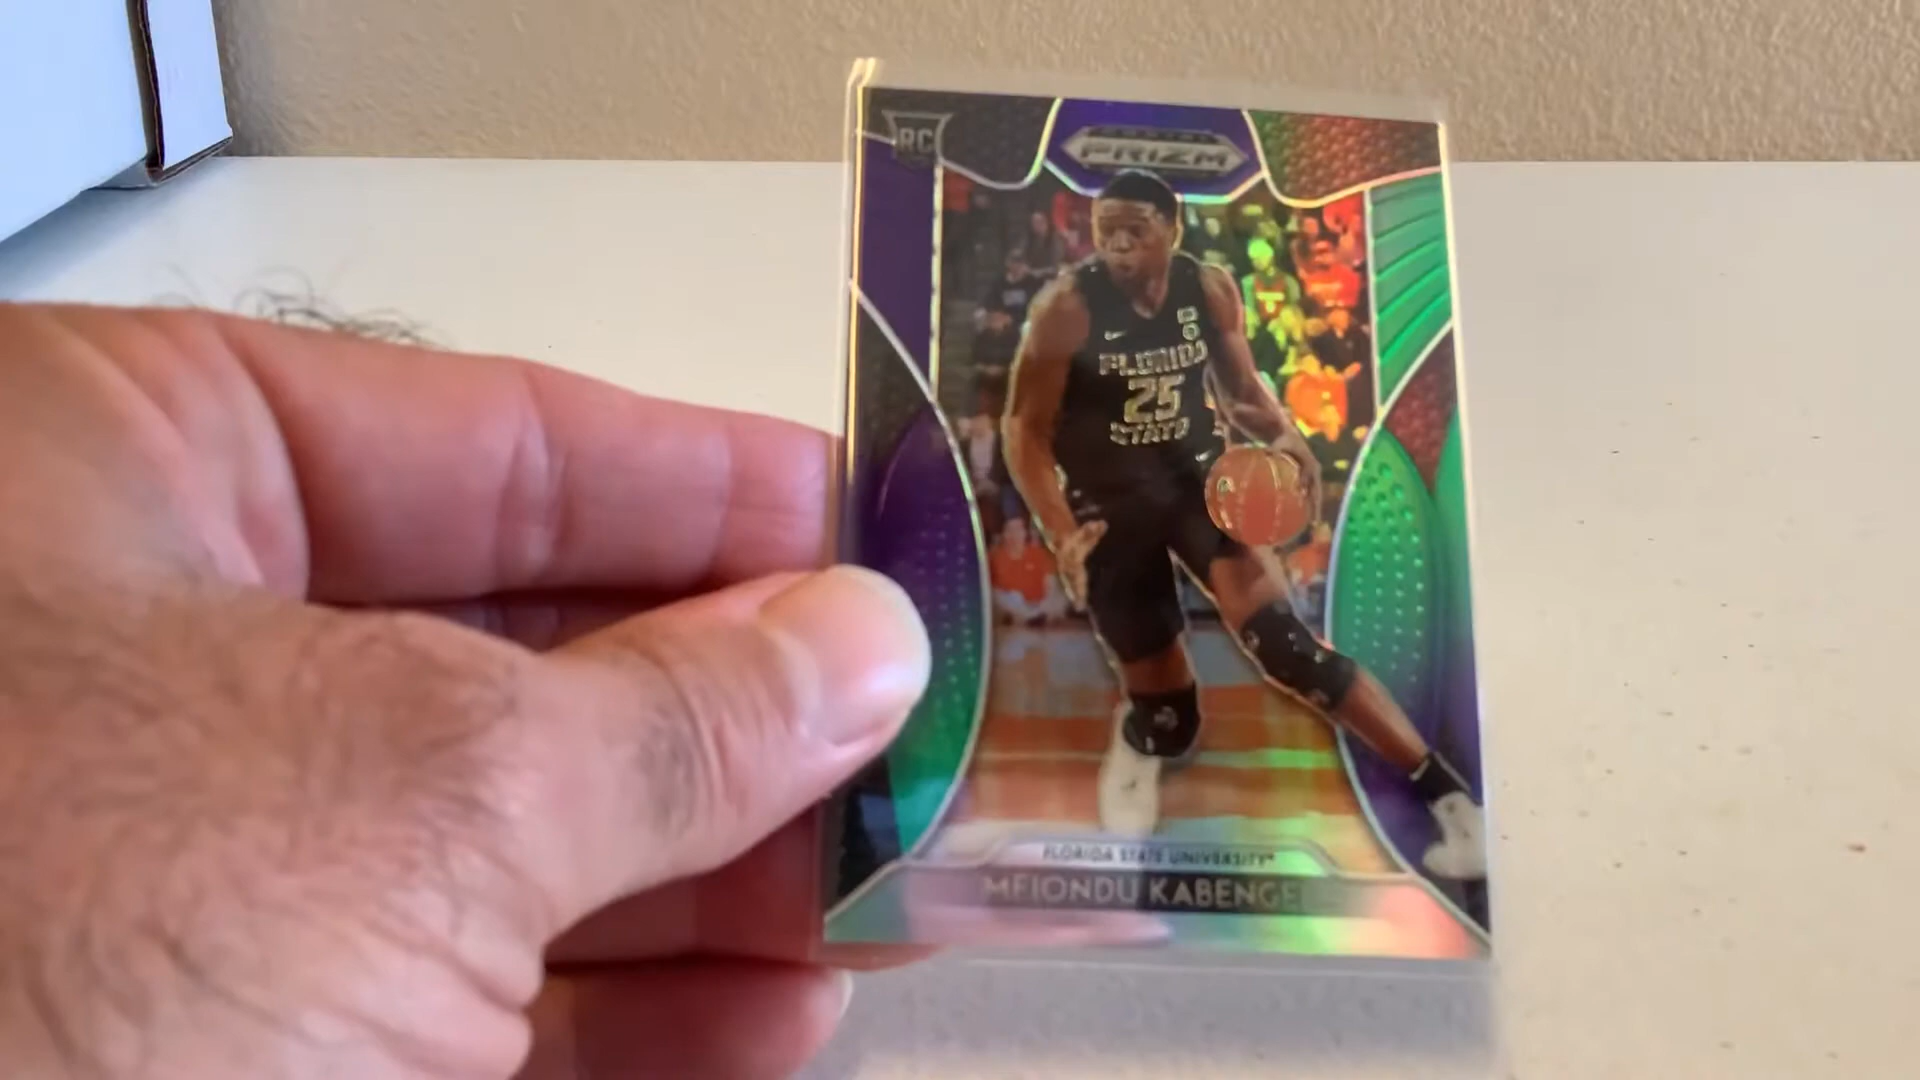 RC
PRIZM
FLORIDA
25
STATE
FLORIDA STATE UNIVERSITY
MFIONDU KABENGE